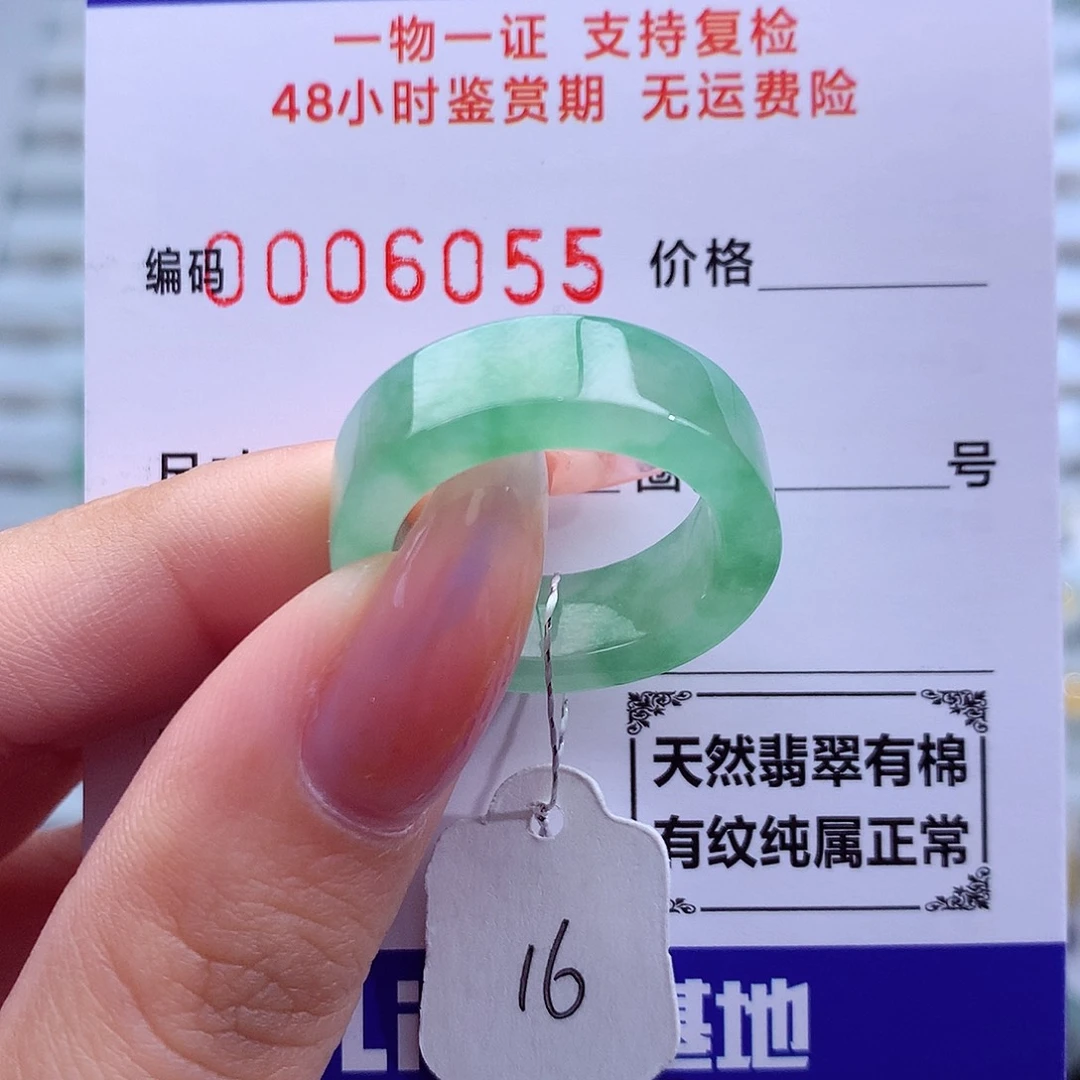 一物一证 支持复检
48小时鉴赏期 无运费险
编码0006055 价格
圈 号
天然翡翠有棉
有纹纯属正常
16
Li 基地